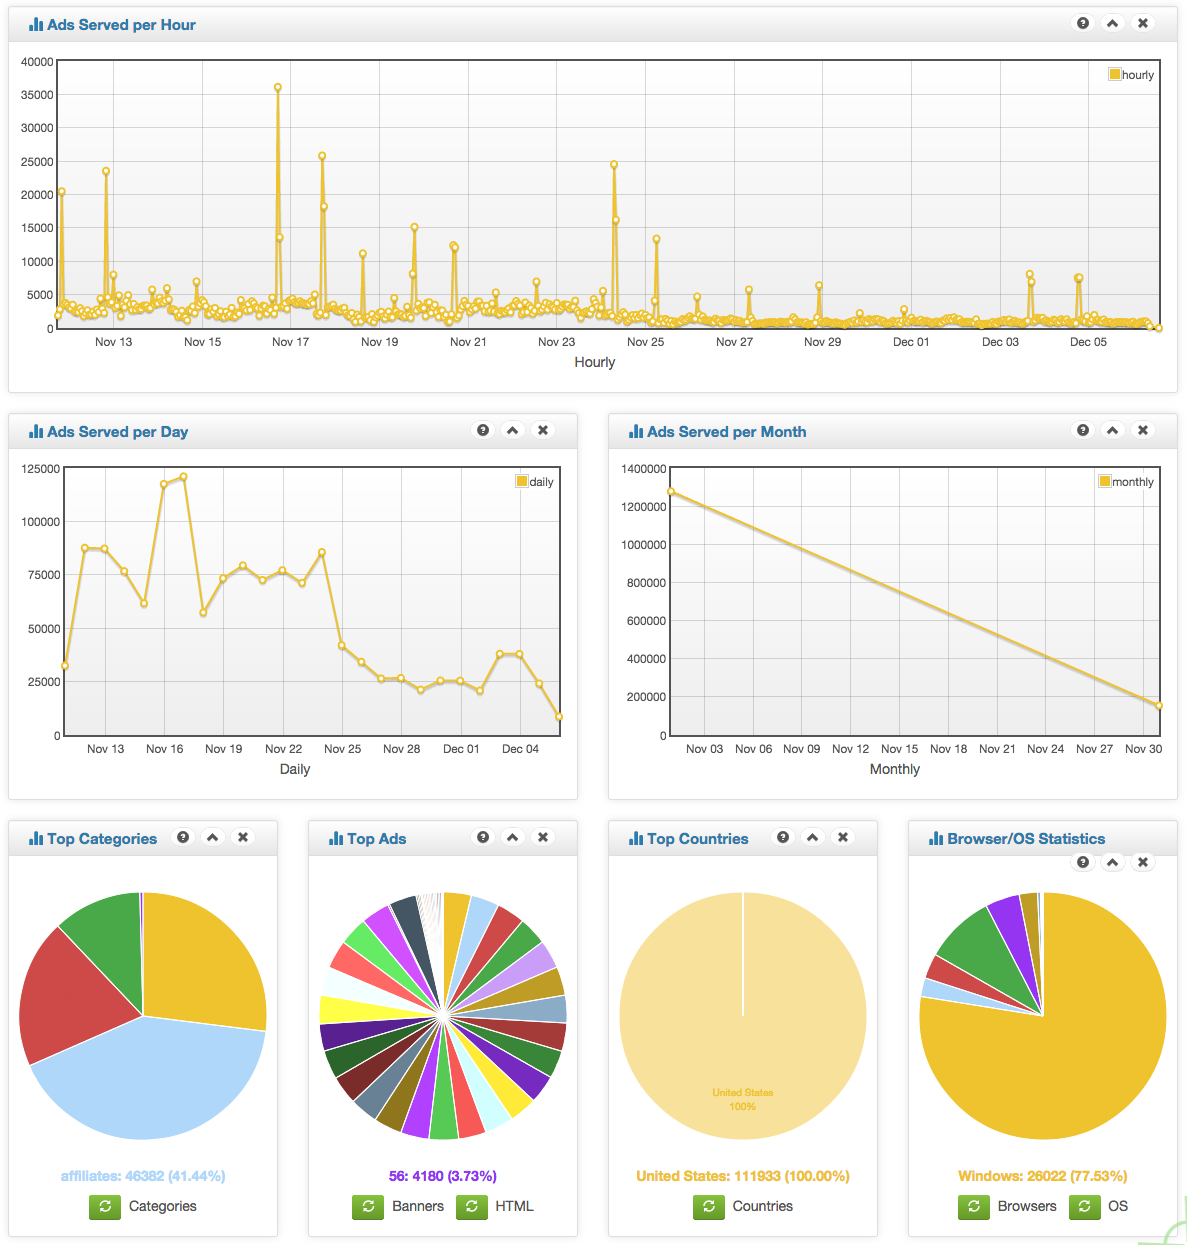 Ads Served per Hour
40000
35000
30000
25000
20000
15000
10000
5000
0
hourly
Nov 13 Nov 15 Nov 17 Nov 19 Nov 21 Nov 23 Nov 25 Nov 27 Nov 29 Dec 01 Dec 03 Dec 05
Hourly
Ads Served per Day
125000
100000
75000
50000
25000
0
daily
Nov 13 Nov 16 Nov 19 Nov 22 Nov 25 Nov 28 Dec 01 Dec 04
Daily
Ads Served per Month
1400000
1200000
1000000
800000
600000
400000
200000
0
monthly
Nov 03 Nov 06 Nov 09 Nov 12 Nov 15 Nov 18 Nov 21 Nov 24 Nov 27 Nov 30
Monthly
Top Categories
affiliates: 46382 (41.44%)
Categories
Top Ads
56: 4180 (3.73%)
Banners HTML
Top Countries
United States
100%
United States: 111933 (100.00%)
Countries
Browser/OS Statistics
Windows: 26022 (77.53%)
Browsers OS